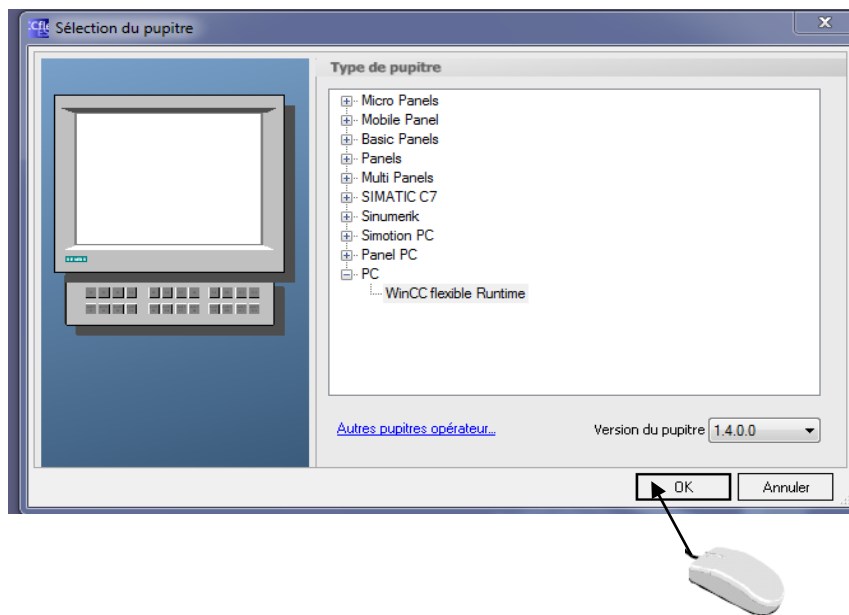 Sélection du pupitre
Type de pupitre
Micro Panels
Mobile Panel
Basic Panels
Panels
Multi Panels
SIMATIC C7
Sinumerik
Simotion PC
Panel PC
PC
WinCC flexible Runtime
Autres pupitres opérateur...
Version du pupitre 1.4.0.0
OK
Annuler